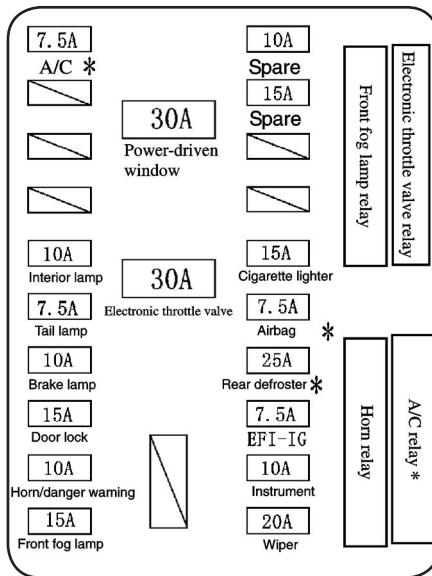 7.5A
A/C *
10A
Interior lamp
7.5A
Tail lamp
10A
Brake lamp
15A
Door lock
10A
Horn/danger warning
15A
Front fog lamp
30A
Power-driven
window
30A
Electronic throttle valve
10A
Spare
15A
Spare
15A
Cigarette lighter
7.5A
Airbag *
25A
Rear defroster *
7.5A
EFI-IG
10A
Instrument
20A
Wiper
Front fog lamp relay
Electronic throttle valve relay
Horn relay
A/C relay *